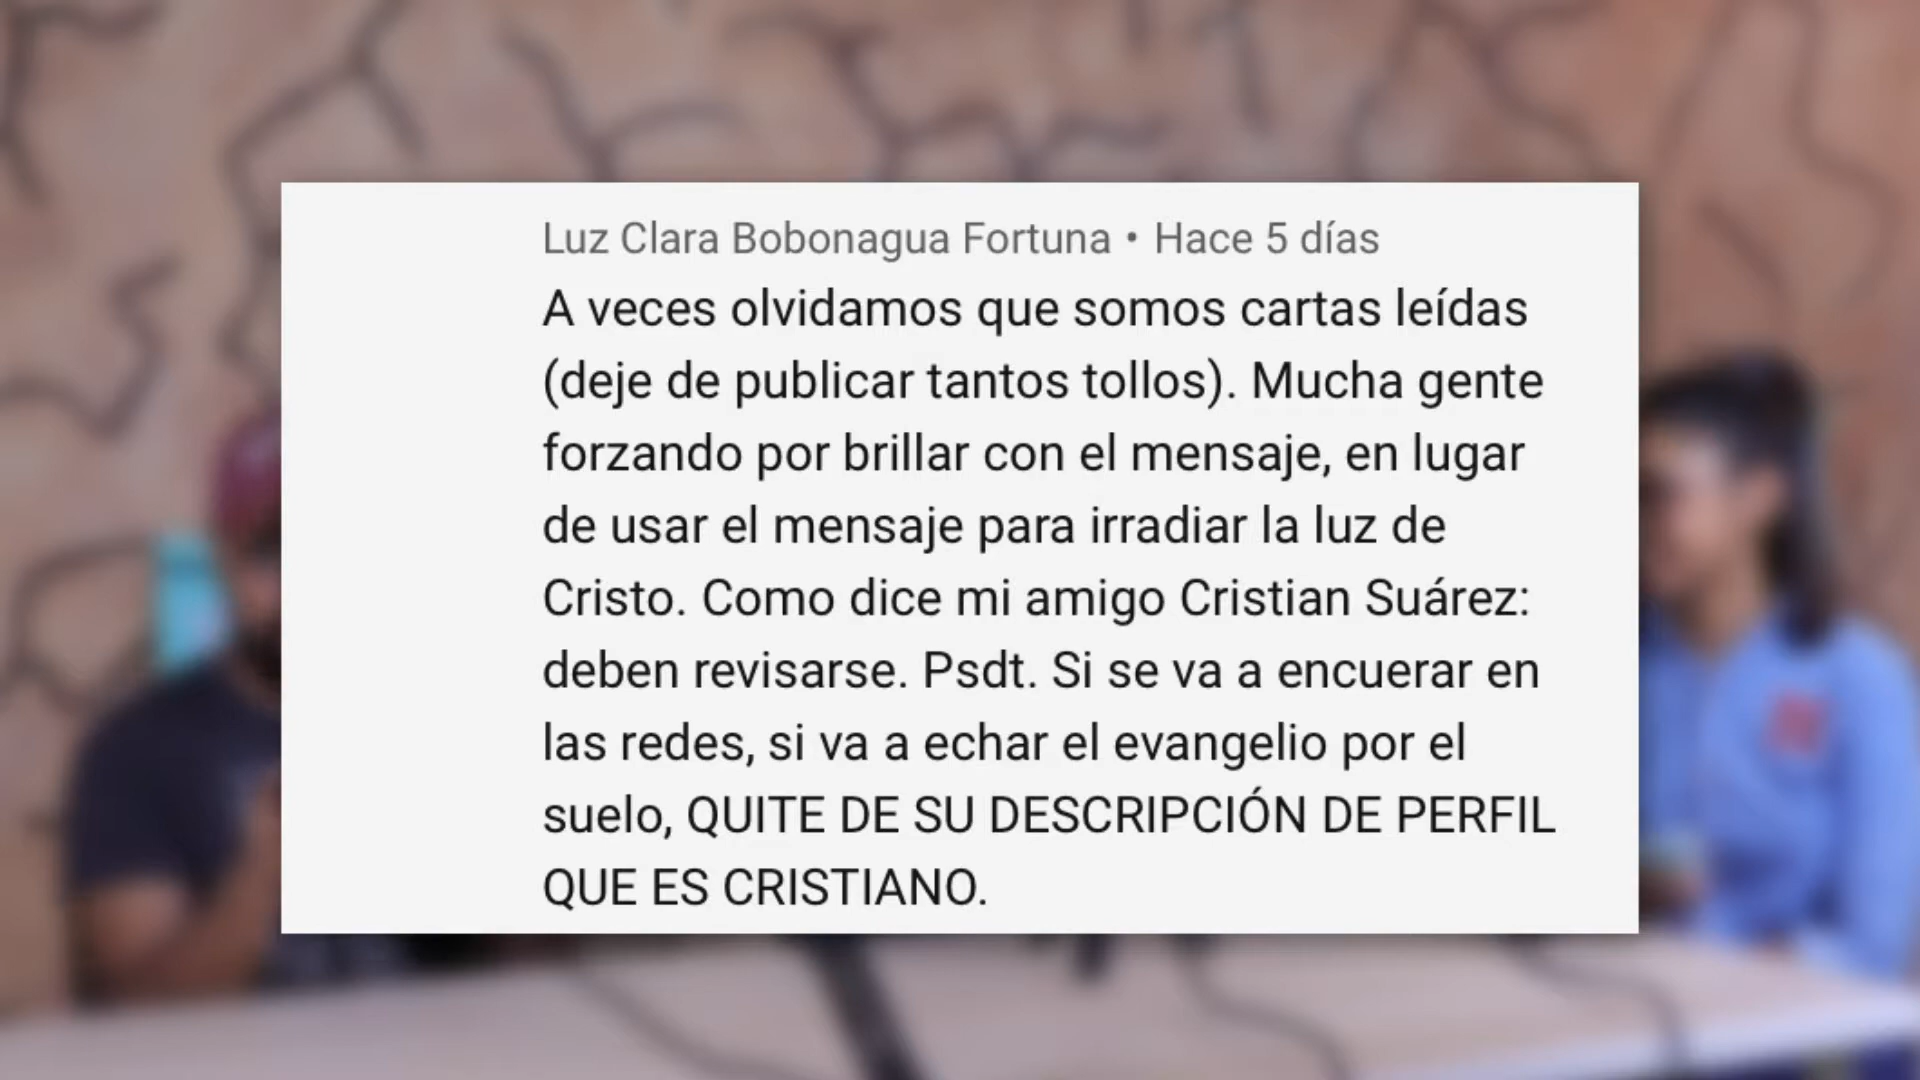 Luz Clara Bobonagua Fortuna • Hace 5 días
A veces olvidamos que somos cartas leídas
(deje de publicar tantos tollos). Mucha gente
forzando por brillar con el mensaje, en lugar
de usar el mensaje para irradiar la luz de
Cristo. Como dice mi amigo Cristian Suárez:
deben revisarse. Psdt. Si se va a encuerar en
las redes, si va a echar el evangelio por el
suelo, QUITE DE SU DESCRIPCIÓN DE PERFIL
QUE ES CRISTIANO.